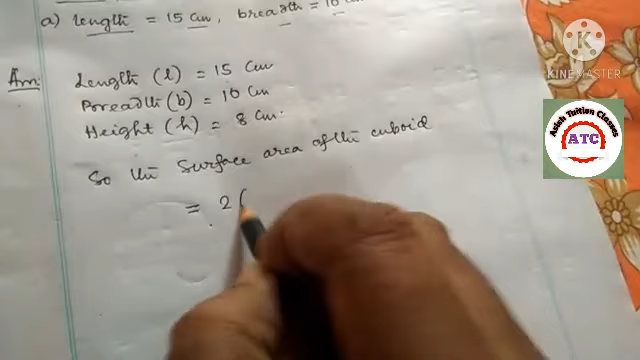 a) length = 15 cm, breadth = 10 cm
Ans: Length (l) = 15 cm
Breadth (b) = 10 cm
Height (h) = 8 cm.
So the Surface area of the cuboid
= 2 (
KINEMASTER
Asish Tuition Classes
ATC